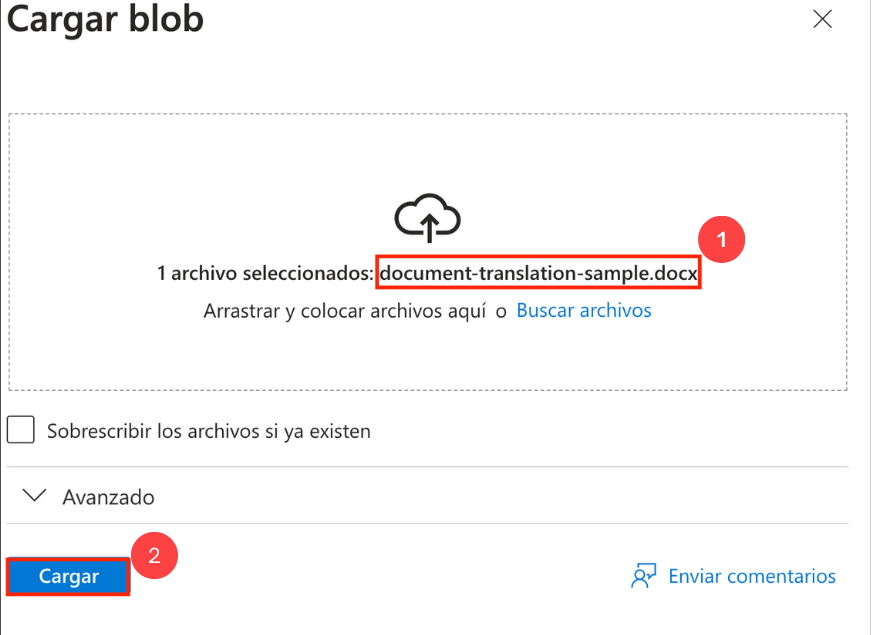 Cargar blob
1
1 archivo seleccionados: document-translation-sample.docx
Arrastrar y colocar archivos aquí o Buscar archivos
Sobrescribir los archivos si ya existen
Avanzado
2
Cargar
Enviar comentarios